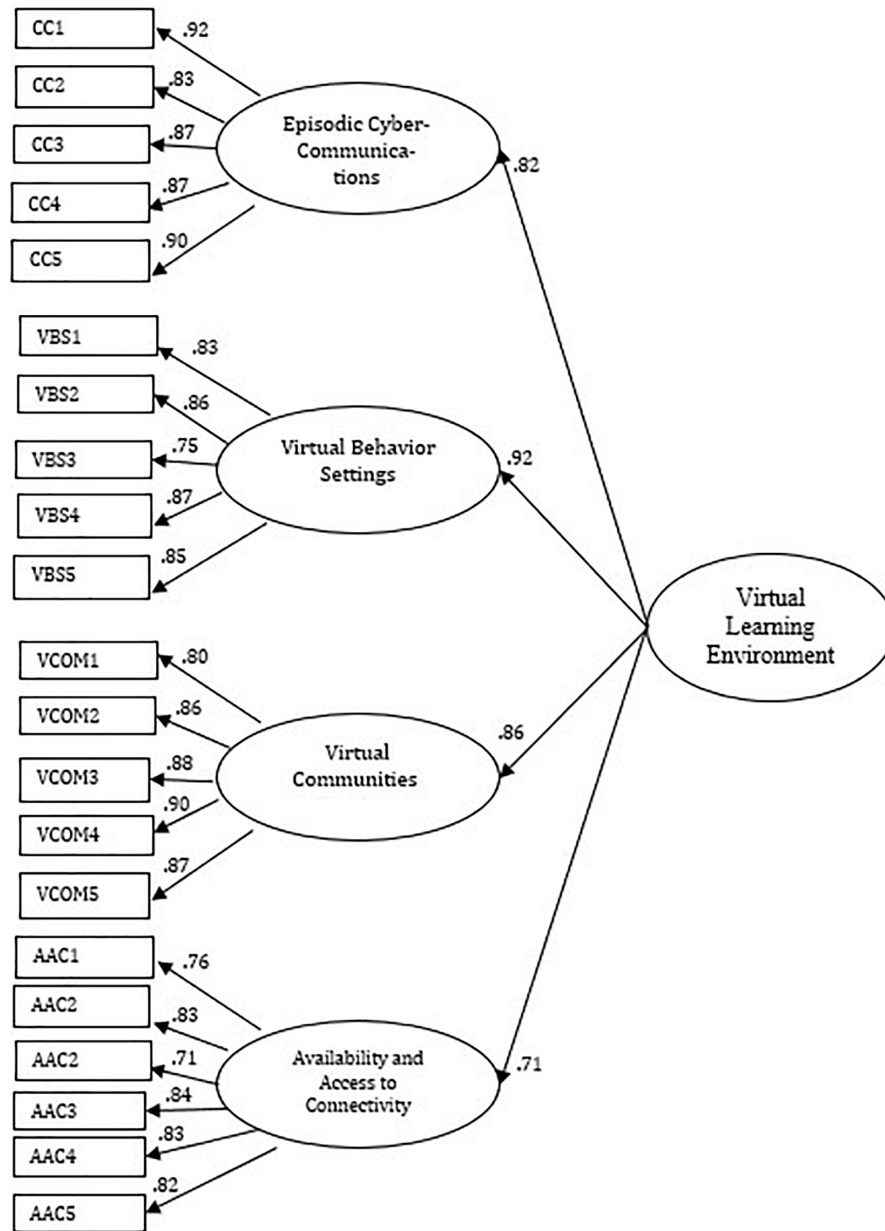 CC1
.92
CC2
.83
CC3
.87
CC4
.87
CC5
.90
Episodic Cyber-
Communica-
tions
.82
VBS1
.83
VBS2
.86
VBS3
.75
VBS4
.87
VBS5
.85
Virtual Behavior
Settings
.92
Virtual
Learning
Environment
VCOM1
.80
VCOM2
.86
VCOM3
.88
VCOM4
.90
VCOM5
.87
Virtual
Communities
.86
AAC1
.76
AAC2
.83
AAC2
.71
AAC3
.84
AAC4
.83
AAC5
.82
Availability and
Access to
Connectivity
.71